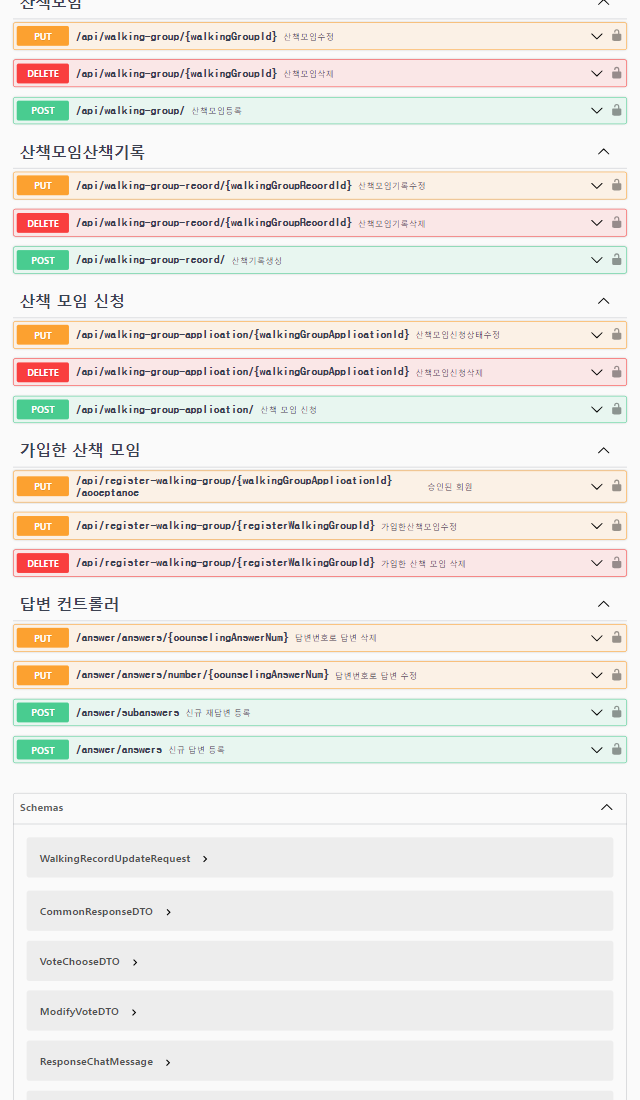 산책모임
PUT /api/walking-group/{walkingGroupId} 산책모임수정
DELETE /api/walking-group/{walkingGroupId} 산책모임삭제
POST /api/walking-group/ 산책모임등록
산책모임산책기록
PUT /api/walking-group-record/{walkingGroupRecordId} 산책모임기록수정
DELETE /api/walking-group-record/{walkingGroupRecordId} 산책모임기록삭제
POST /api/walking-group-record/ 산책기록생성
산책 모임 신청
PUT /api/walking-group-application/{walkingGroupApplicationId} 산책모임신청상태수정
DELETE /api/walking-group-application/{walkingGroupApplicationId} 산책모임신청삭제
POST /api/walking-group-application/ 산책 모임 신청
가입한 산책 모임
PUT /api/register-walking-group/{walkingGroupApplicationId}
/acceptance 승인된 회원
PUT /api/register-walking-group/{registerWalkingGroupId} 가입한산책모임수정
DELETE /api/register-walking-group/{registerWalkingGroupId} 가입한 산책 모임 삭제
답변 컨트롤러
PUT /answer/answers/{counselingAnswerNum} 답변번호로 답변 삭제
PUT /answer/answers/number/{counselingAnswerNum} 답변번호로 답변 수정
POST /answer/subanswers 신규 재답변 등록
POST /answer/answers 신규 답변 등록
Schemas
WalkingRecordUpdateRequest
CommonResponseDTO
VoteChooseDTO
ModifyVoteDTO
ResponseChatMessage